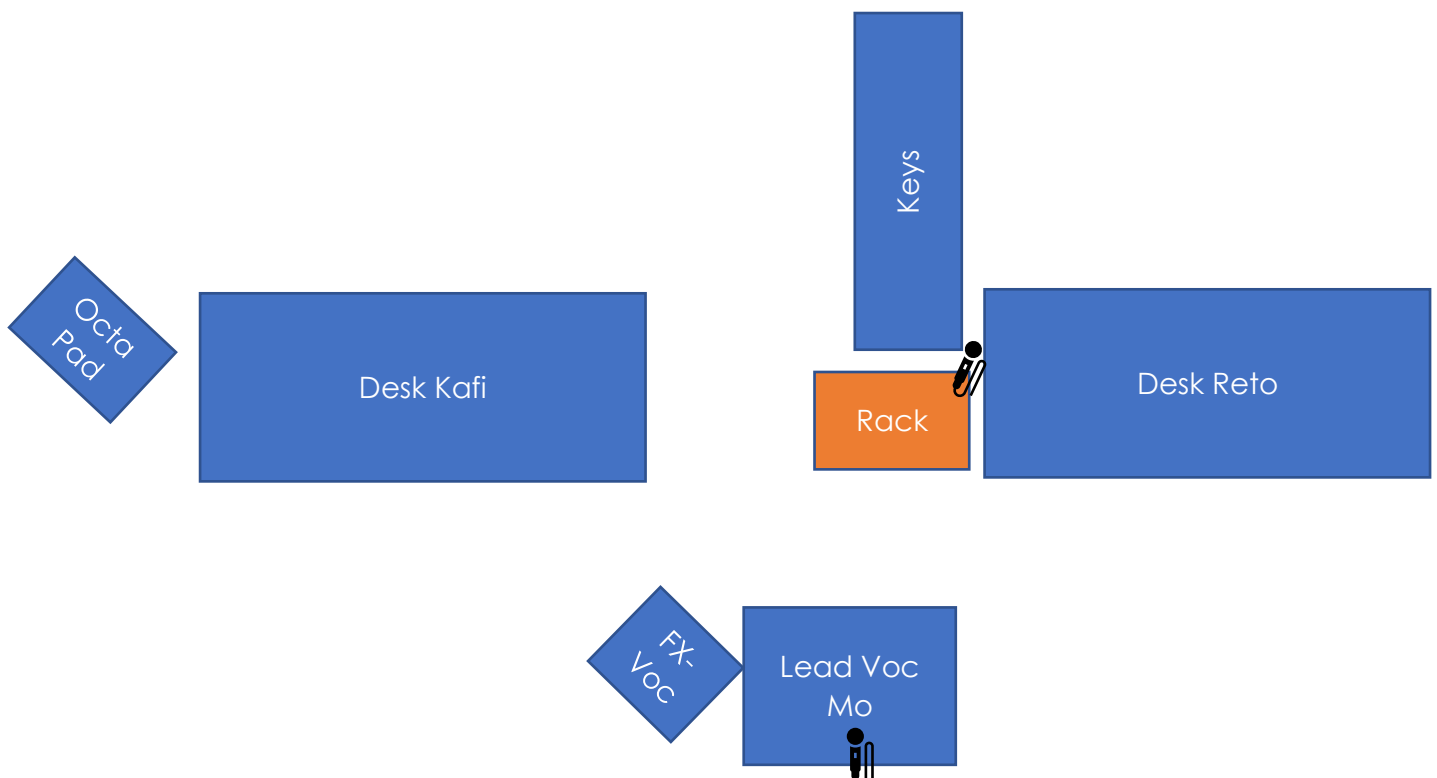 Keys
Octa
Pad
Desk Kafi
Desk Reto
Rack
FX-
Voc
Lead Voc
Mo